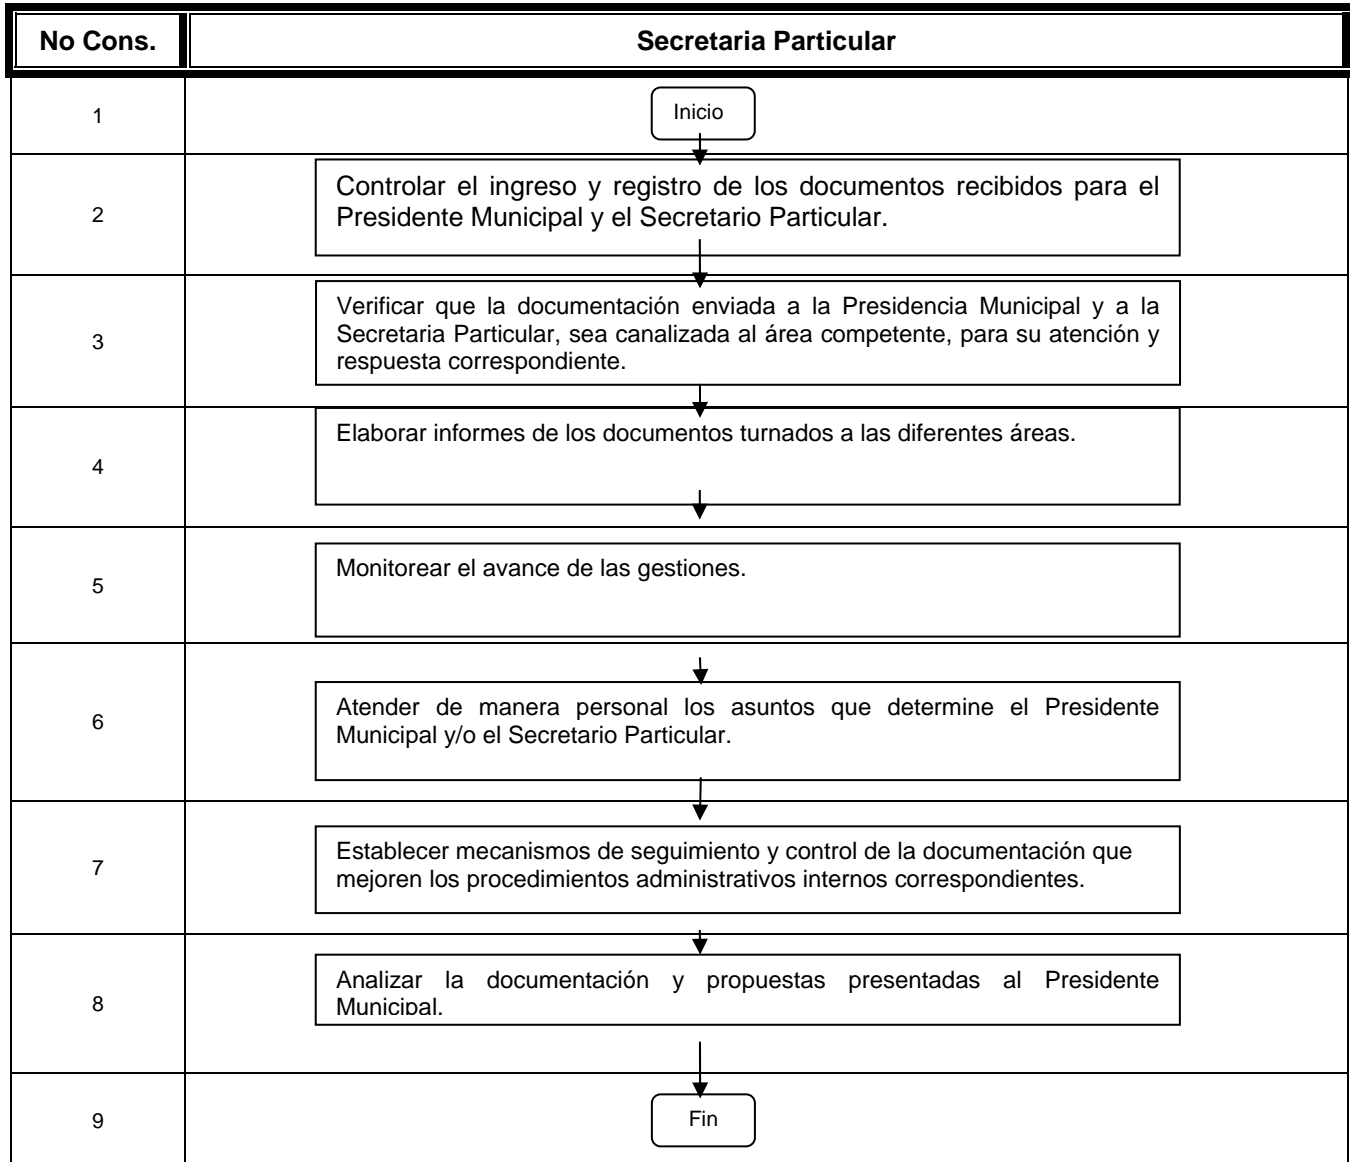 No Cons.
Secretaria Particular
1
Inicio
2
Controlar el ingreso y registro de los documentos recibidos para el
Presidente Municipal y el Secretario Particular.
3
Verificar que la documentación enviada a la Presidencia Municipal y a la
Secretaria Particular, sea canalizada al área competente, para su atención y
respuesta correspondiente.
4
Elaborar informes de los documentos turnados a las diferentes áreas.
5
Monitorear el avance de las gestiones.
6
Atender de manera personal los asuntos que determine el Presidente
Municipal y/o el Secretario Particular.
7
Establecer mecanismos de seguimiento y control de la documentación que
mejoren los procedimientos administrativos internos correspondientes.
8
Analizar la documentación y propuestas presentadas al Presidente
Municipal.
9
Fin